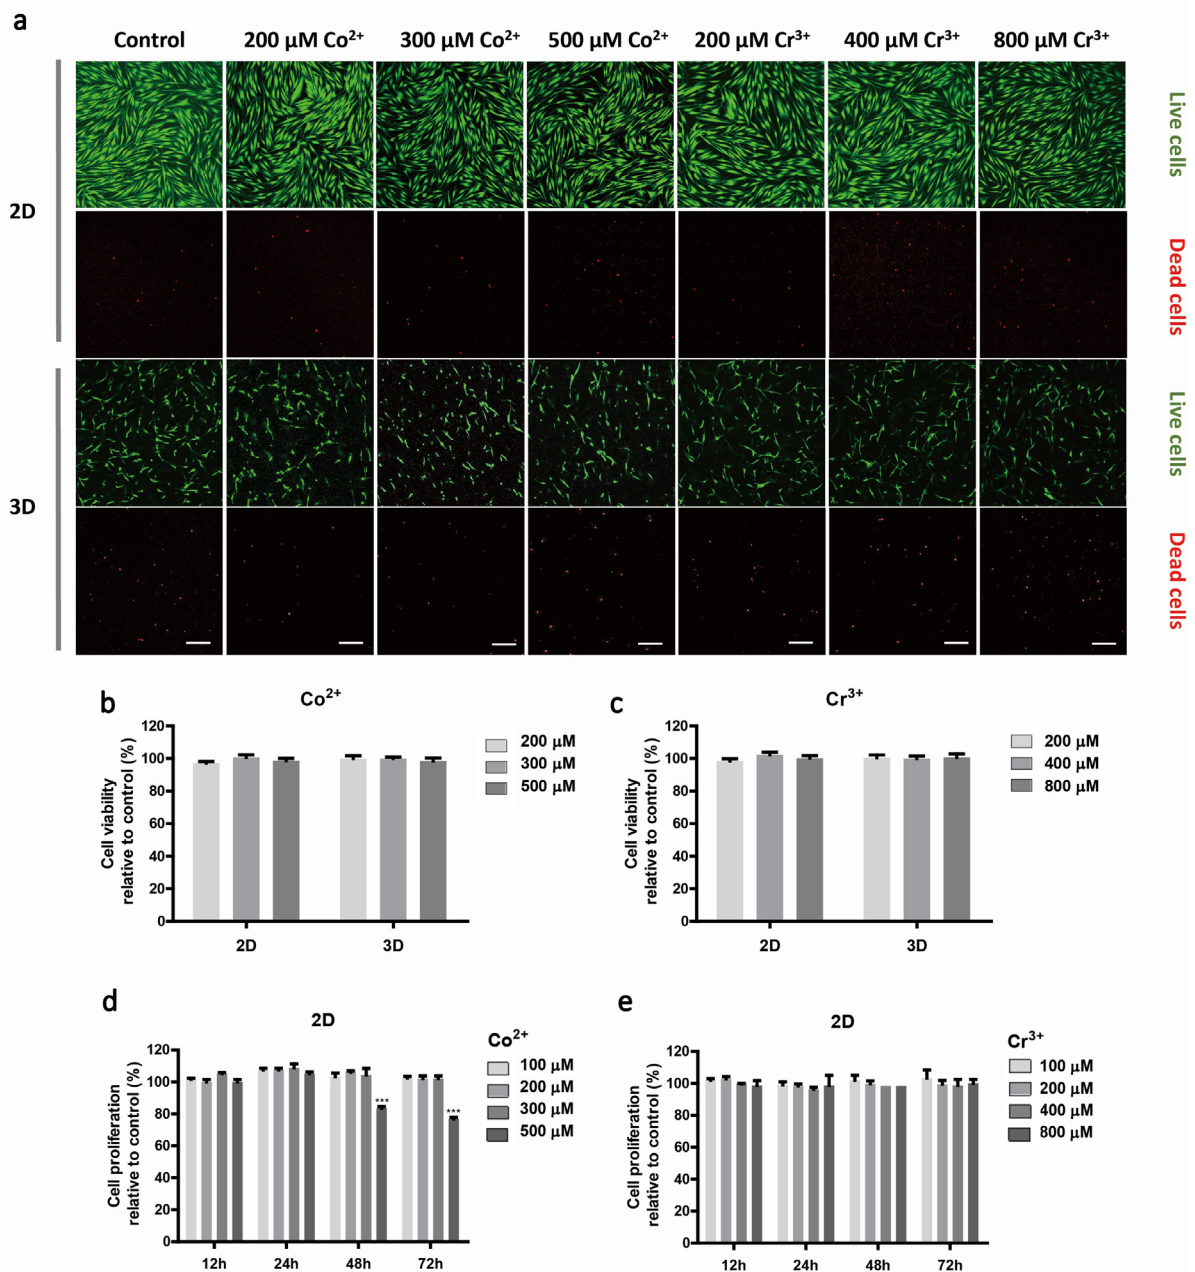 a
Control
200 µM Co²⁺
300 µM Co²⁺
500 µM Co²⁺
200 µM Cr³⁺
400 µM Cr³⁺
800 µM Cr³⁺
2D
Live cells
Dead cells
3D
Live cells
Dead cells
b
Co²⁺
Cell viability
relative to control (%)
120
100
80
60
40
20
0
2D
3D
200 µM
300 µM
500 µM
c
Cr³⁺
Cell viability
relative to control (%)
120
100
80
60
40
20
0
2D
3D
200 µM
400 µM
800 µM
d
2D
Cell proliferation
relative to control (%)
120
100
80
60
40
20
0
***
***
12h
24h
48h
72h
Co²⁺
100 µM
200 µM
300 µM
500 µM
e
2D
Cell proliferation
relative to control (%)
120
100
80
60
40
20
0
12h
24h
48h
72h
Cr³⁺
100 µM
200 µM
400 µM
800 µM